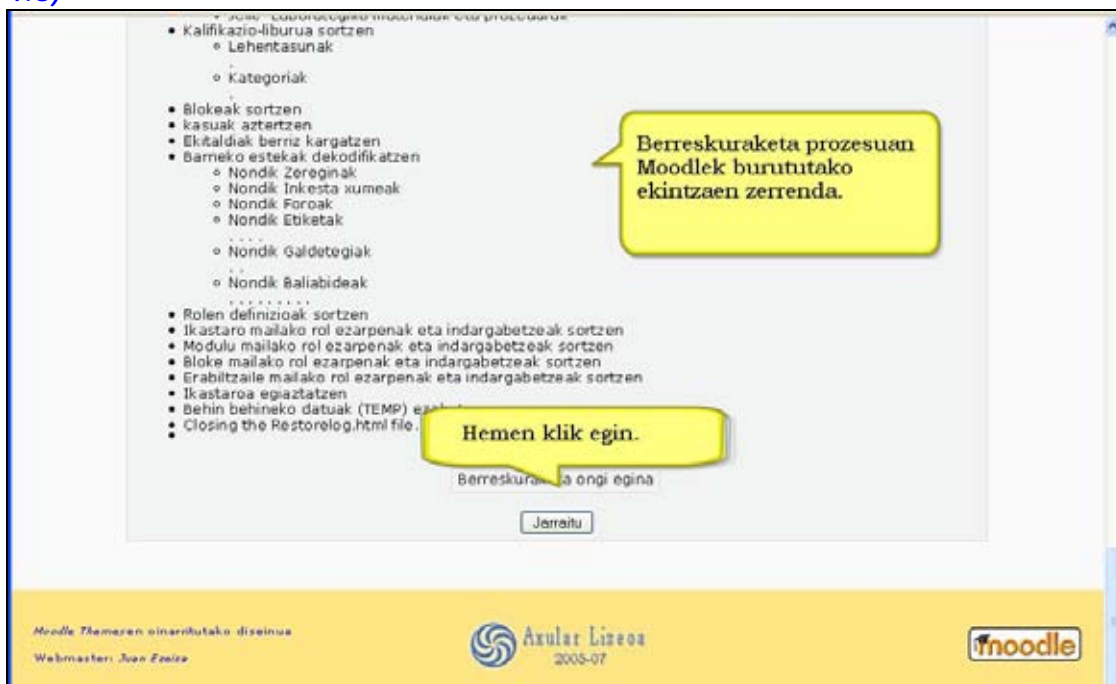 • Kalifikazio-liburua sortzen
◦ Lehentasunak
.
◦ Kategoriak
.
• Blokeak sortzen
• kasuak aztertzen
• Ekitaldiak berriz kargatzen
• Barneko estekak dekodifikatzen
◦ Nondik Zereginak
◦ Nondik Inkesta xumeak
◦ Nondik Foroak
◦ Nondik Etiketak
. . . .
◦ Nondik Galdetegiak
. .
◦ Nondik Baliabideak
. . . . . . . . .
• Rolen definizioak sortzen
• Ikastaro mailako rol ezarpenak eta indargabetzeak sortzen
• Modulu mailako rol ezarpenak eta indargabetzeak sortzen
• Bloke mailako rol ezarpenak eta indargabetzeak sortzen
• Erabiltzaile mailako rol ezarpenak eta indargabetzeak sortzen
• Ikastaroa egiaztatzen
• Behin behineko datuak (TEMP)
• Closing the Restorelog.html file.
Berreskuraketa prozesuan
Moodlek burututako
ekintzaen zerrenda.
Hemen klik egin.
ongi egina
Jarraitu
Moodle Themeren oinarritutako diseinua
Webmaster: Juan
Axular Lizeoa
2005-07
moodle